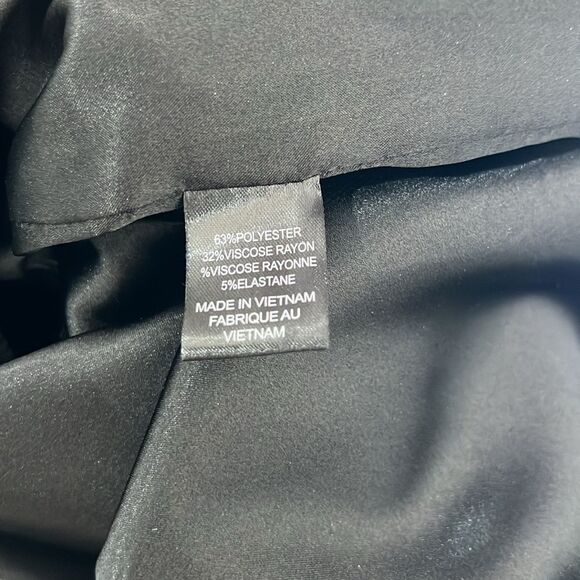 63%POLYESTER
32%VISCOSE RAYON
%VISCOSE RAYONNE
5%ELASTANE
MADE IN VIETNAM
FABRIQUE AU
VIETNAM